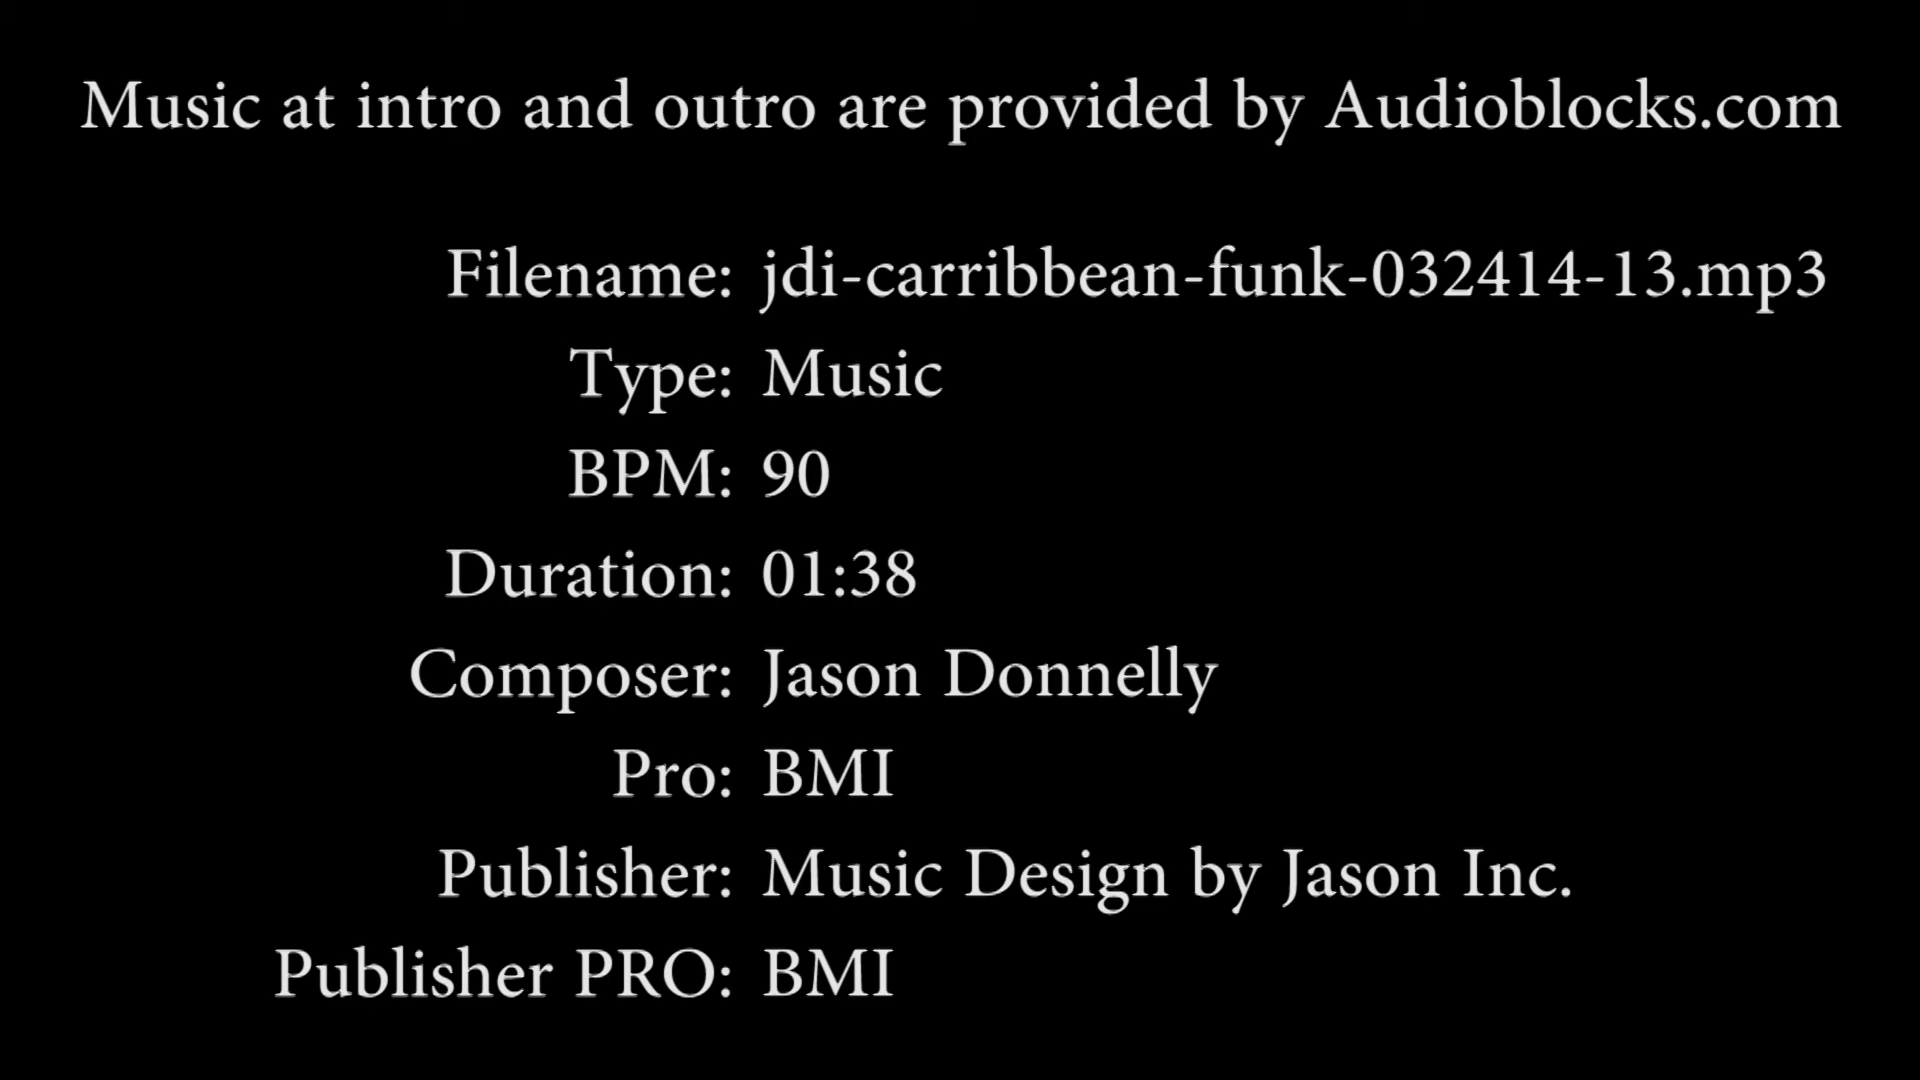 Music at intro and outro are provided by Audioblocks.com
Filename: jdi-carribbean-funk-032414-13.mp3
Type: Music
BPM: 90
Duration: 01:38
Composer: Jason Donnelly
Pro: BMI
Publisher: Music Design by Jason Inc.
Publisher PRO: BMI